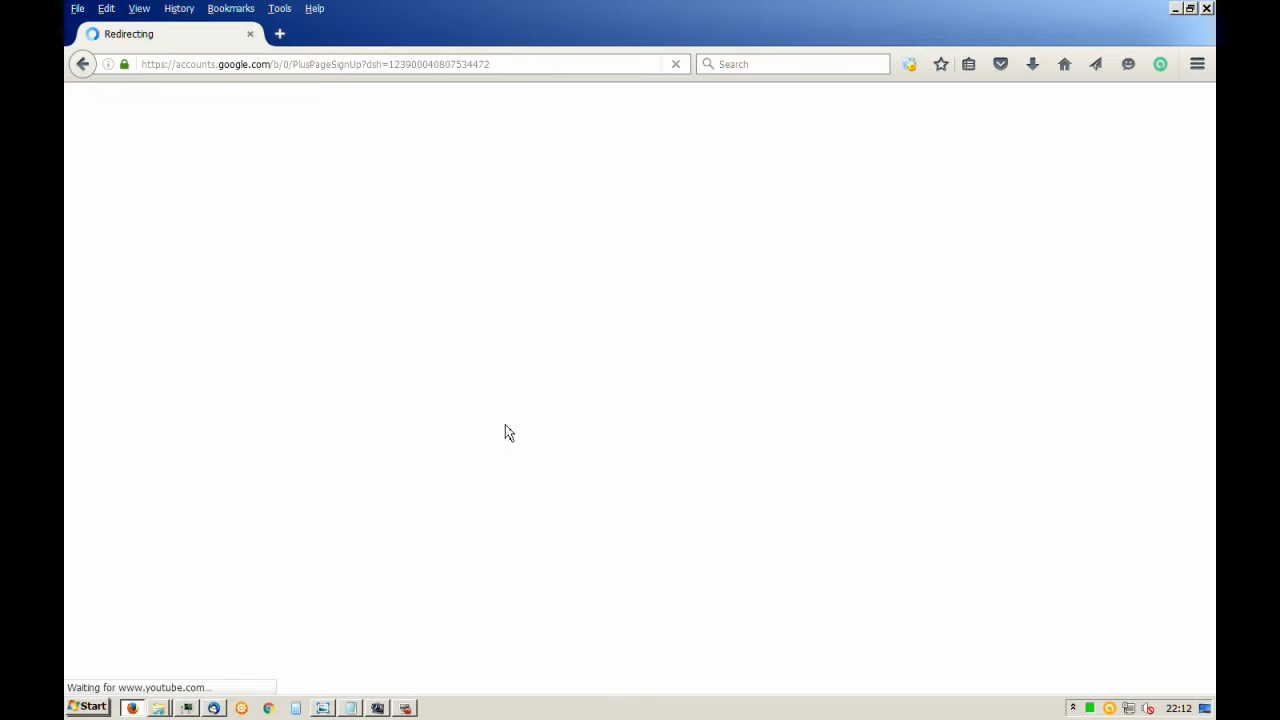 File Edit View History Bookmarks Tools Help
Redirecting
https://accounts.google.com/b/0/PlusPageSignUp?dsh=123900040807534472
Search
Waiting for www.youtube.com...
Start
22:12